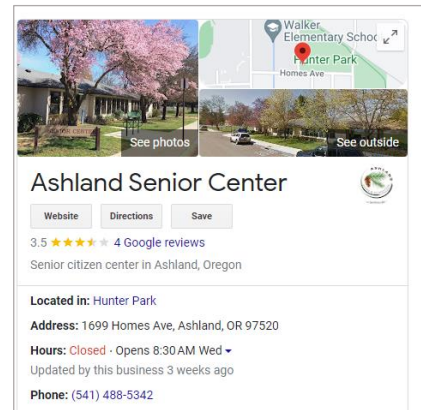 Walker
Elementary Schoo
Hunter Park
Homes Ave
SENIOR CENTER
See photos
See outside
Ashland Senior Center
ASHLAND
Website
Directions
Save
3.5 4 Google reviews
Senior citizen center in Ashland, Oregon
Located in: Hunter Park
Address: 1699 Homes Ave, Ashland, OR 97520
Hours: Closed · Opens 8:30 AM Wed
Updated by this business 3 weeks ago
Phone: (541) 488-5342